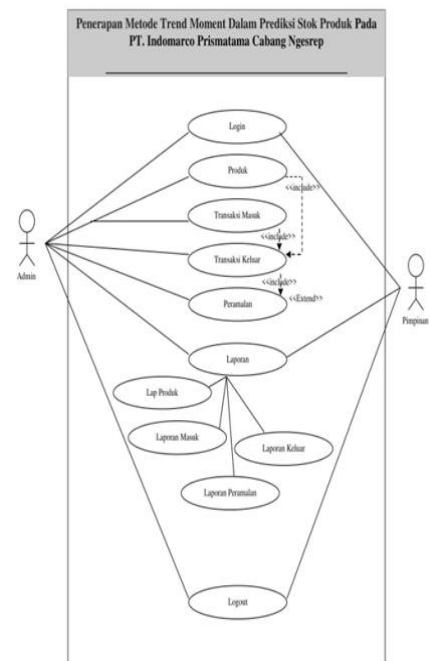 Penerapan Metode Trend Moment Dalam Prediksi Stok Produk Pada
PT. Indomarco Prismatama Cabang Ngesrep
Login
Produk
<<include>>
Transaksi Masuk
<<include>>
Transaksi Keluar
<<include>>
Peramalan
<<Extend>>
Admin
Pimpinan
Laporan
Lap Produk
Laporan Masuk
Laporan Keluar
Laporan Peramalan
Logout